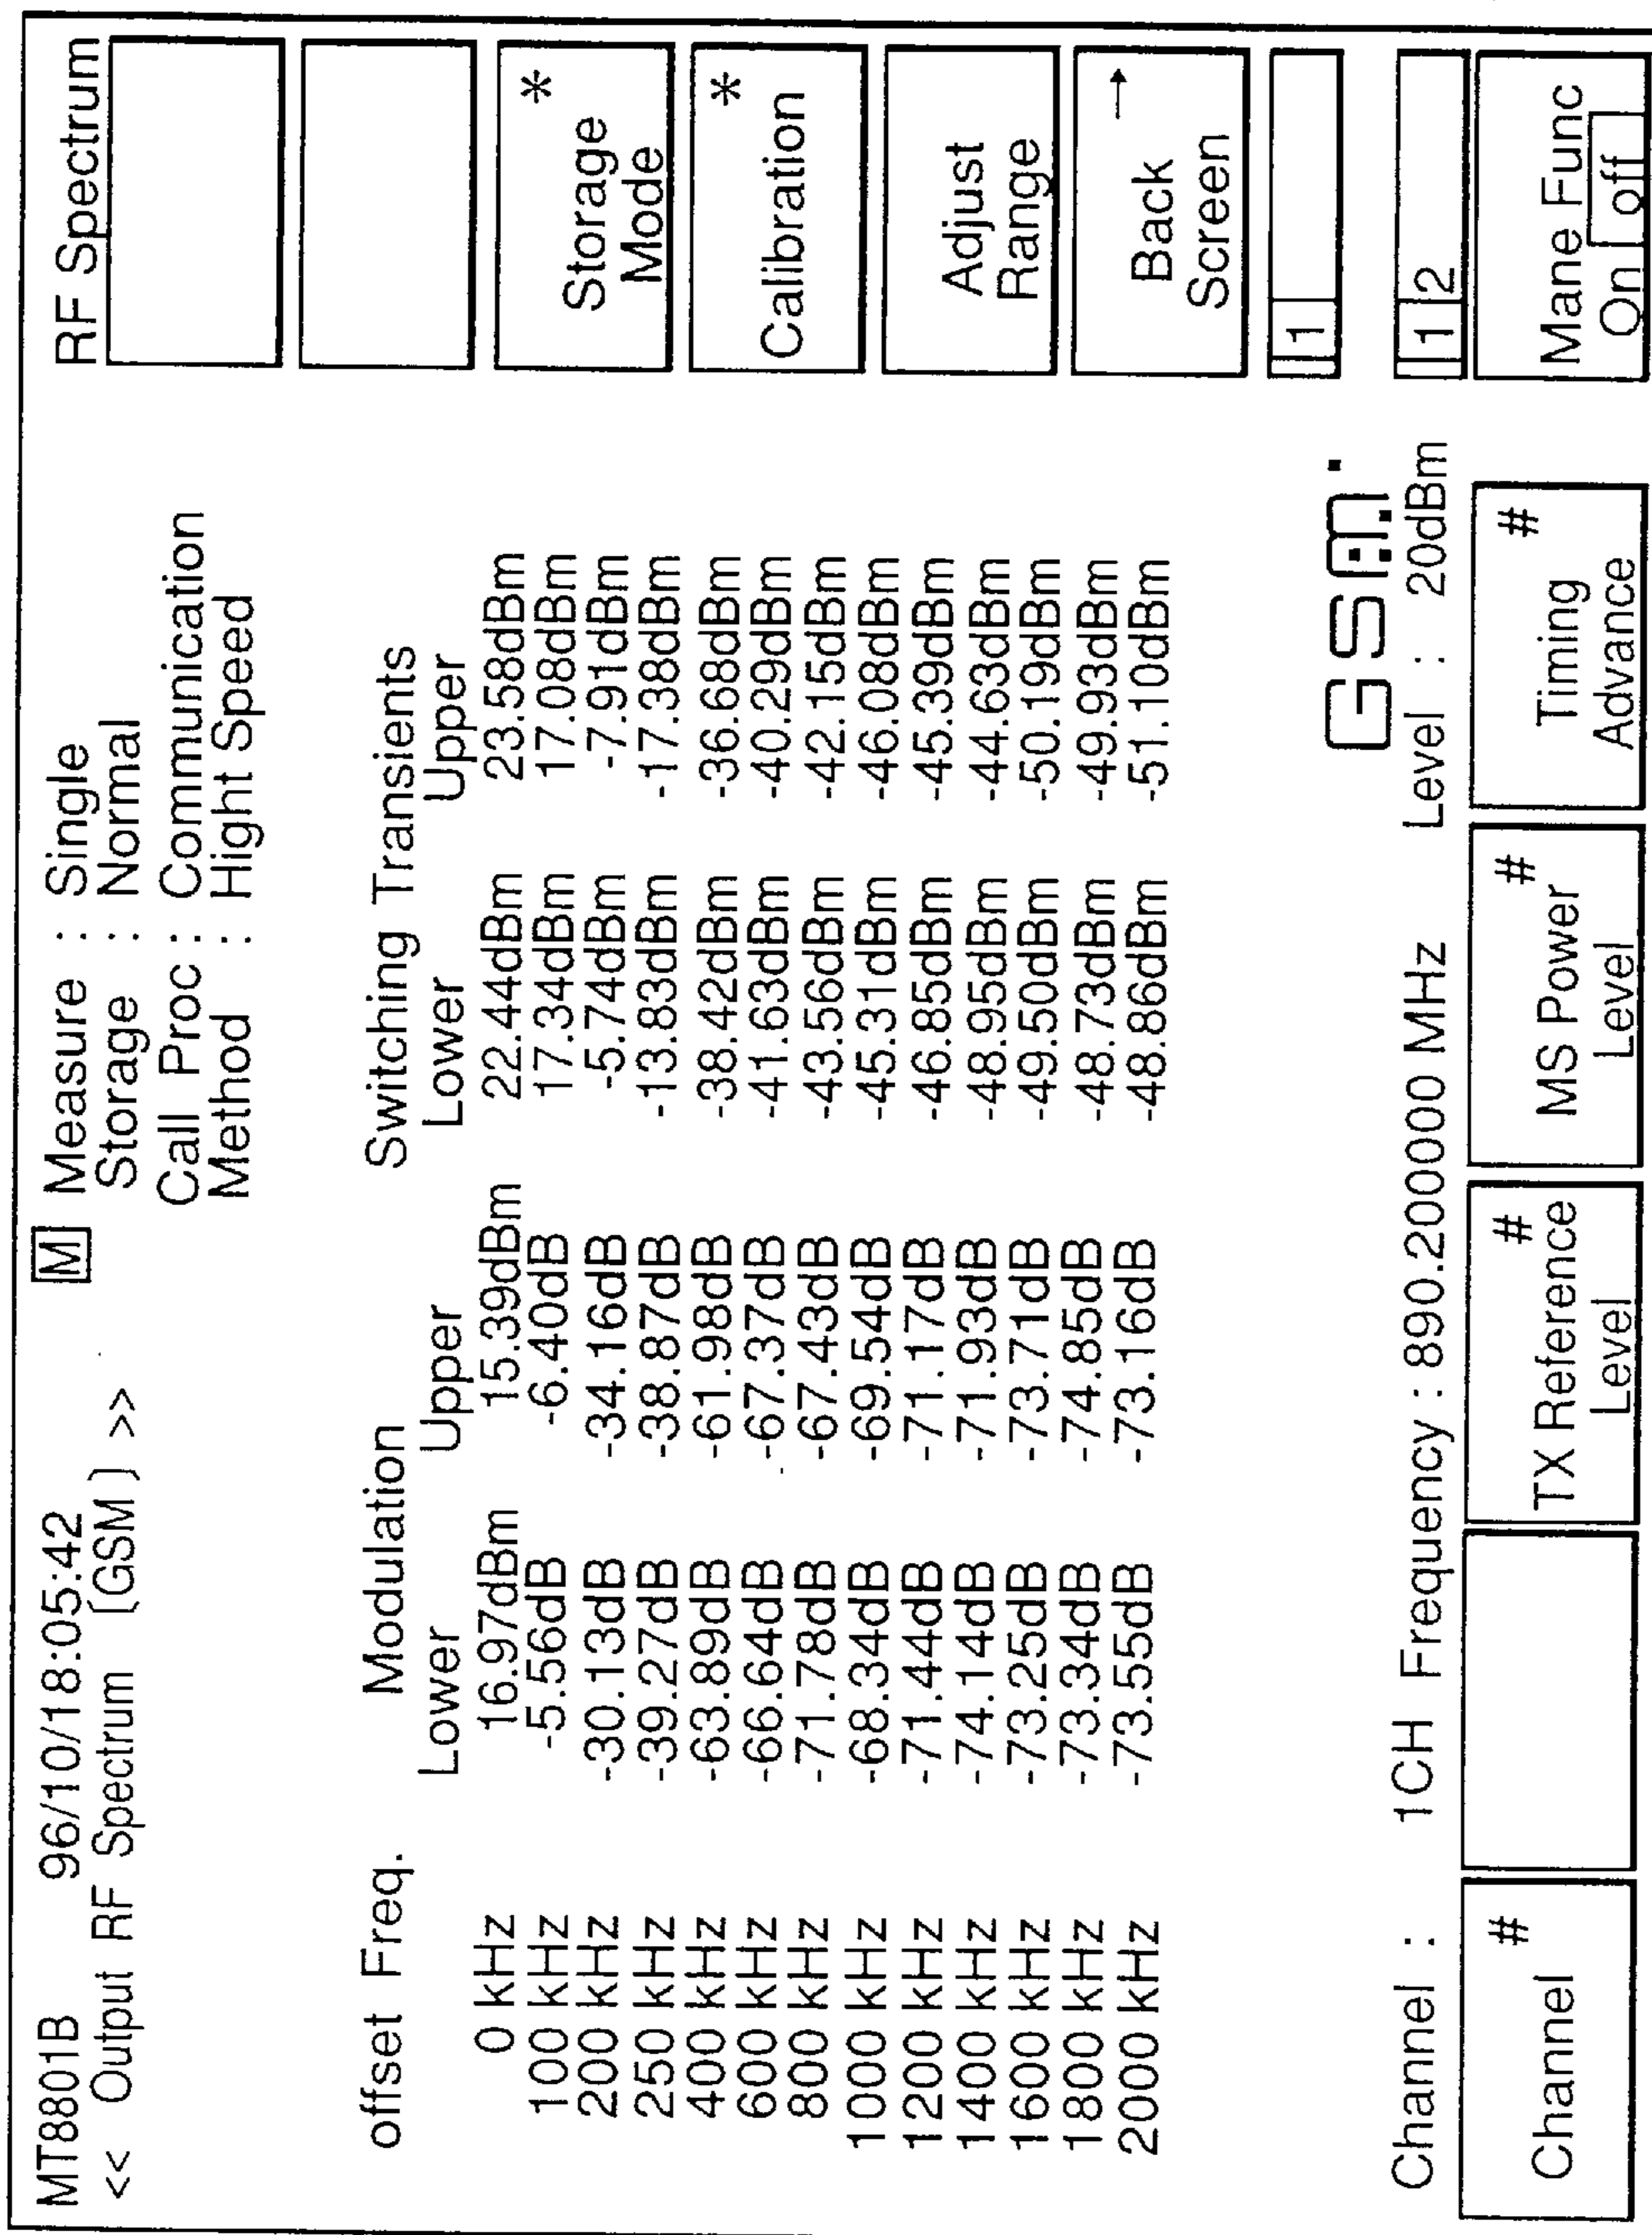 MT8801B 96/10/18:05:42 M Measure : Single RF Spectrum
<< Output RF Spectrum (GSM) >> Storage : Normal
Call Proc : Communication
Method : Hight Speed
offset Freq. Modulation Switching Transients
Lower Upper Lower Upper
0 kHz 16.97dBm 15.39dBm 22.44dBm 23.58dBm
100 kHz -5.56dB -6.40dB 17.34dBm 17.08dBm
200 kHz -30.13dB -34.16dB -5.74dBm -7.91dBm
250 kHz -39.27dB -38.87dB -13.83dBm -17.38dBm
400 kHz -63.89dB -61.98dB -38.42dBm -36.68dBm
600 kHz -66.64dB -67.37dB -41.63dBm -40.29dBm
800 kHz -71.78dB -67.43dB -43.56dBm -42.15dBm
1000 kHz -68.34dB -69.54dB -45.31dBm -46.08dBm
1200 kHz -71.44dB -71.17dB -46.85dBm -45.39dBm
1400 kHz -74.14dB -71.93dB -48.95dBm -44.63dBm
1600 kHz -73.25dB -73.71dB -49.50dBm -50.19dBm
1800 kHz -73.34dB -74.85dB -48.73dBm -49.93dBm
2000 kHz -73.55dB -73.16dB -48.86dBm -51.10dBm
GSM
Channel : 1CH Frequency : 890.200000 MHz Level : 20dBm
Channel #
TX Reference #
Level
MS Power #
Level
Timing #
Advance
*
Storage
Mode
*
Calibration
Adjust
Range
Back →
Screen
1
1 2
Mane Func
On off